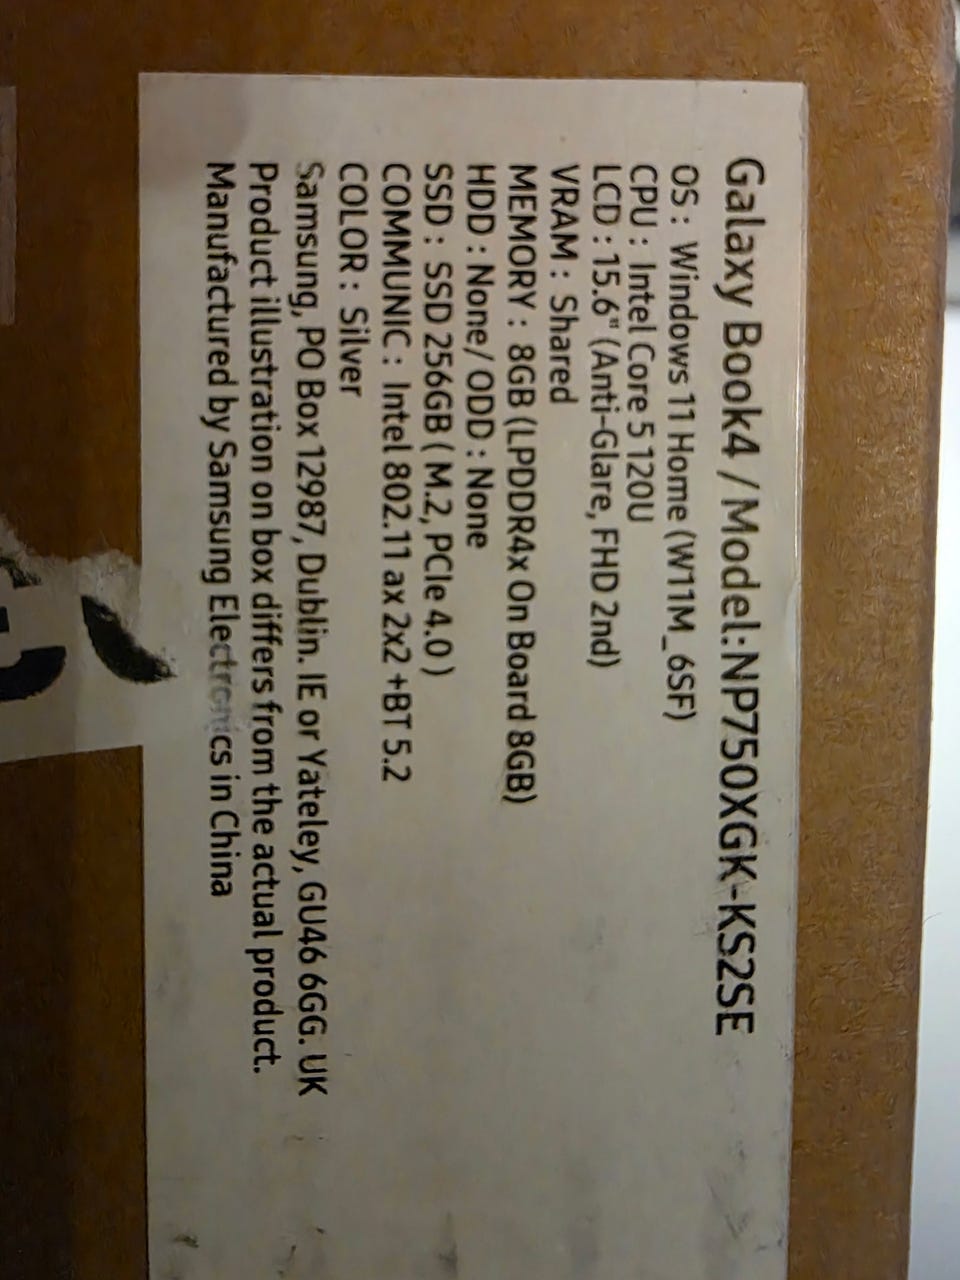 Galaxy Book4 / Model:NP750XGK-KS2SE
OS : Windows 11 Home (W11M_6SF)
CPU : Intel Core 5 120U
LCD : 15.6" (Anti-Glare, FHD 2nd)
VRAM : Shared
MEMORY : 8GB (LPDDR4x On Board 8GB)
HDD : None/ ODD : None
SSD : SSD 256GB ( M.2, PCIe 4.0 )
COMMUNIC : Intel 802.11 ax 2x2 +BT 5.2
COLOR : Silver
Samsung, PO Box 12987, Dublin. IE or Yateley, GU46 6GG. UK
Product illustration on box differs from the actual product.
Manufactured by Samsung Electronics in China